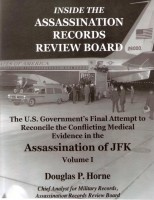 INSIDE THE
ASSASSINATION
RECORDS
REVIEW BOARD
The U.S. Government's Final Attempt to
Reconcile the Conflicting Medical
Evidence in the
Assassination of JFK
Volume I
Douglas P. Horne
Chief Analyst for Military Records,
Assassination Records Review Board